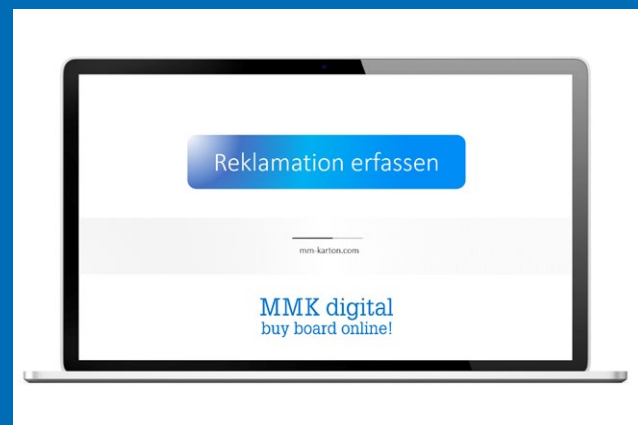 Reklamation erfassen
mm-karton.com
MMK digital
buy board online!